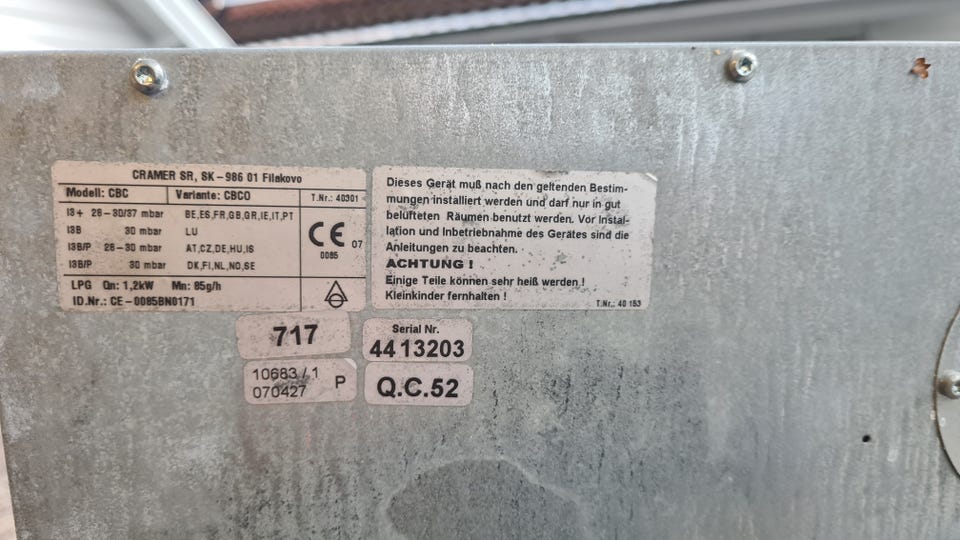 CRAMER SR, SK-986 01 Filakovo
Modell: CBC Variante: CBCO T.Nr.: 40301
I3+ 28-30/37 mbar BE,ES,FR,GB,GR,IE,IT,PT
I3B 30 mbar LU
I3B/P 28-30 mbar AT,CZ,DE,HU,IS
I3B/P 30 mbar DK,FI,NL,NO,SE
CE 07
0085
LPG Qn: 1,2kW Mn: 85g/h
ID.Nr.: CE-0085BN0171
Dieses Gerät muß nach den geltenden Bestim-
mungen installiert werden und darf nur in gut
belüfteten Räumen benutzt werden. Vor Instal-
lation und Inbetriebnahme des Gerätes sind die
Anleitungen zu beachten.
ACHTUNG !
Einige Teile können sehr heiß werden !
Kleinkinder fernhalten !
T.Nr.: 40 153
717
Serial Nr.
4413203
10683/1
070427 P
Q.C.52